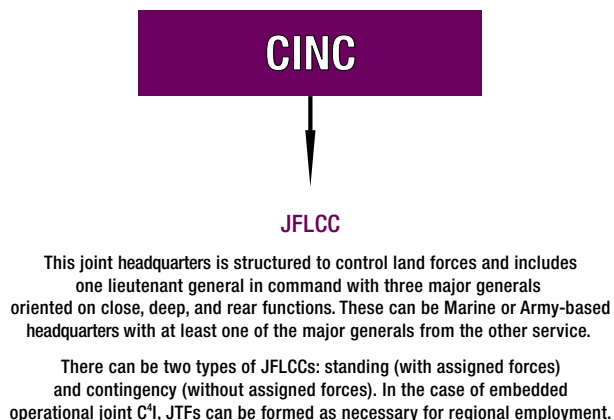 CINC
JFLCC
This joint headquarters is structured to control land forces and includes
one lieutenant general in command with three major generals
oriented on close, deep, and rear functions. These can be Marine or Army-based
headquarters with at least one of the major generals from the other service.
There can be two types of JFLCCs: standing (with assigned forces)
and contingency (without assigned forces). In the case of embedded
operational joint C⁴I, JTFs can be formed as necessary for regional employment.